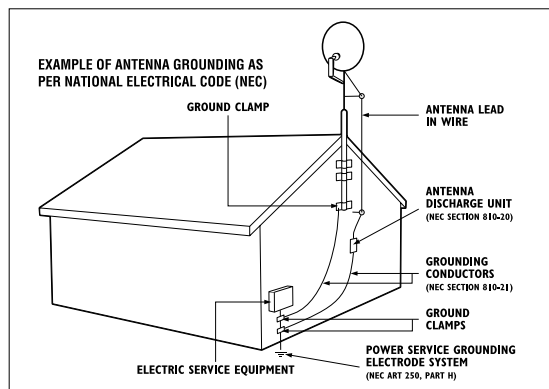 EXAMPLE OF ANTENNA GROUNDING AS
PER NATIONAL ELECTRICAL CODE (NEC)
GROUND CLAMP
ANTENNA LEAD
IN WIRE
ANTENNA
DISCHARGE UNIT
(NEC SECTION 810-20)
GROUNDING
CONDUCTORS
(NEC SECTION 810-21)
GROUND
CLAMPS
ELECTRIC SERVICE EQUIPMENT
POWER SERVICE GROUNDING
ELECTRODE SYSTEM
(NEC ART 250, PART H)